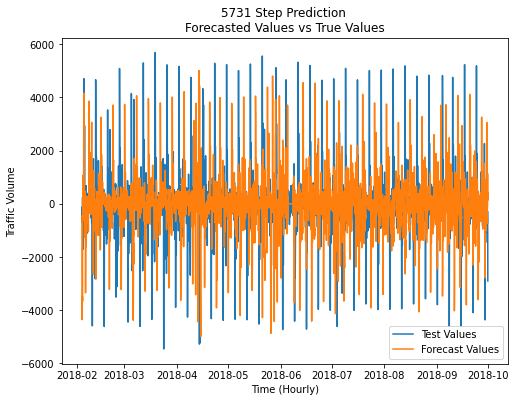 5731 Step Prediction
Forecasted Values vs True Values
6000
4000
2000
0
−2000
−4000
−6000
Traffic Volume
2018-02
2018-03
2018-04
2018-05
2018-06
2018-07
2018-08
2018-09
2018-10
Time (Hourly)
Test Values
Forecast Values